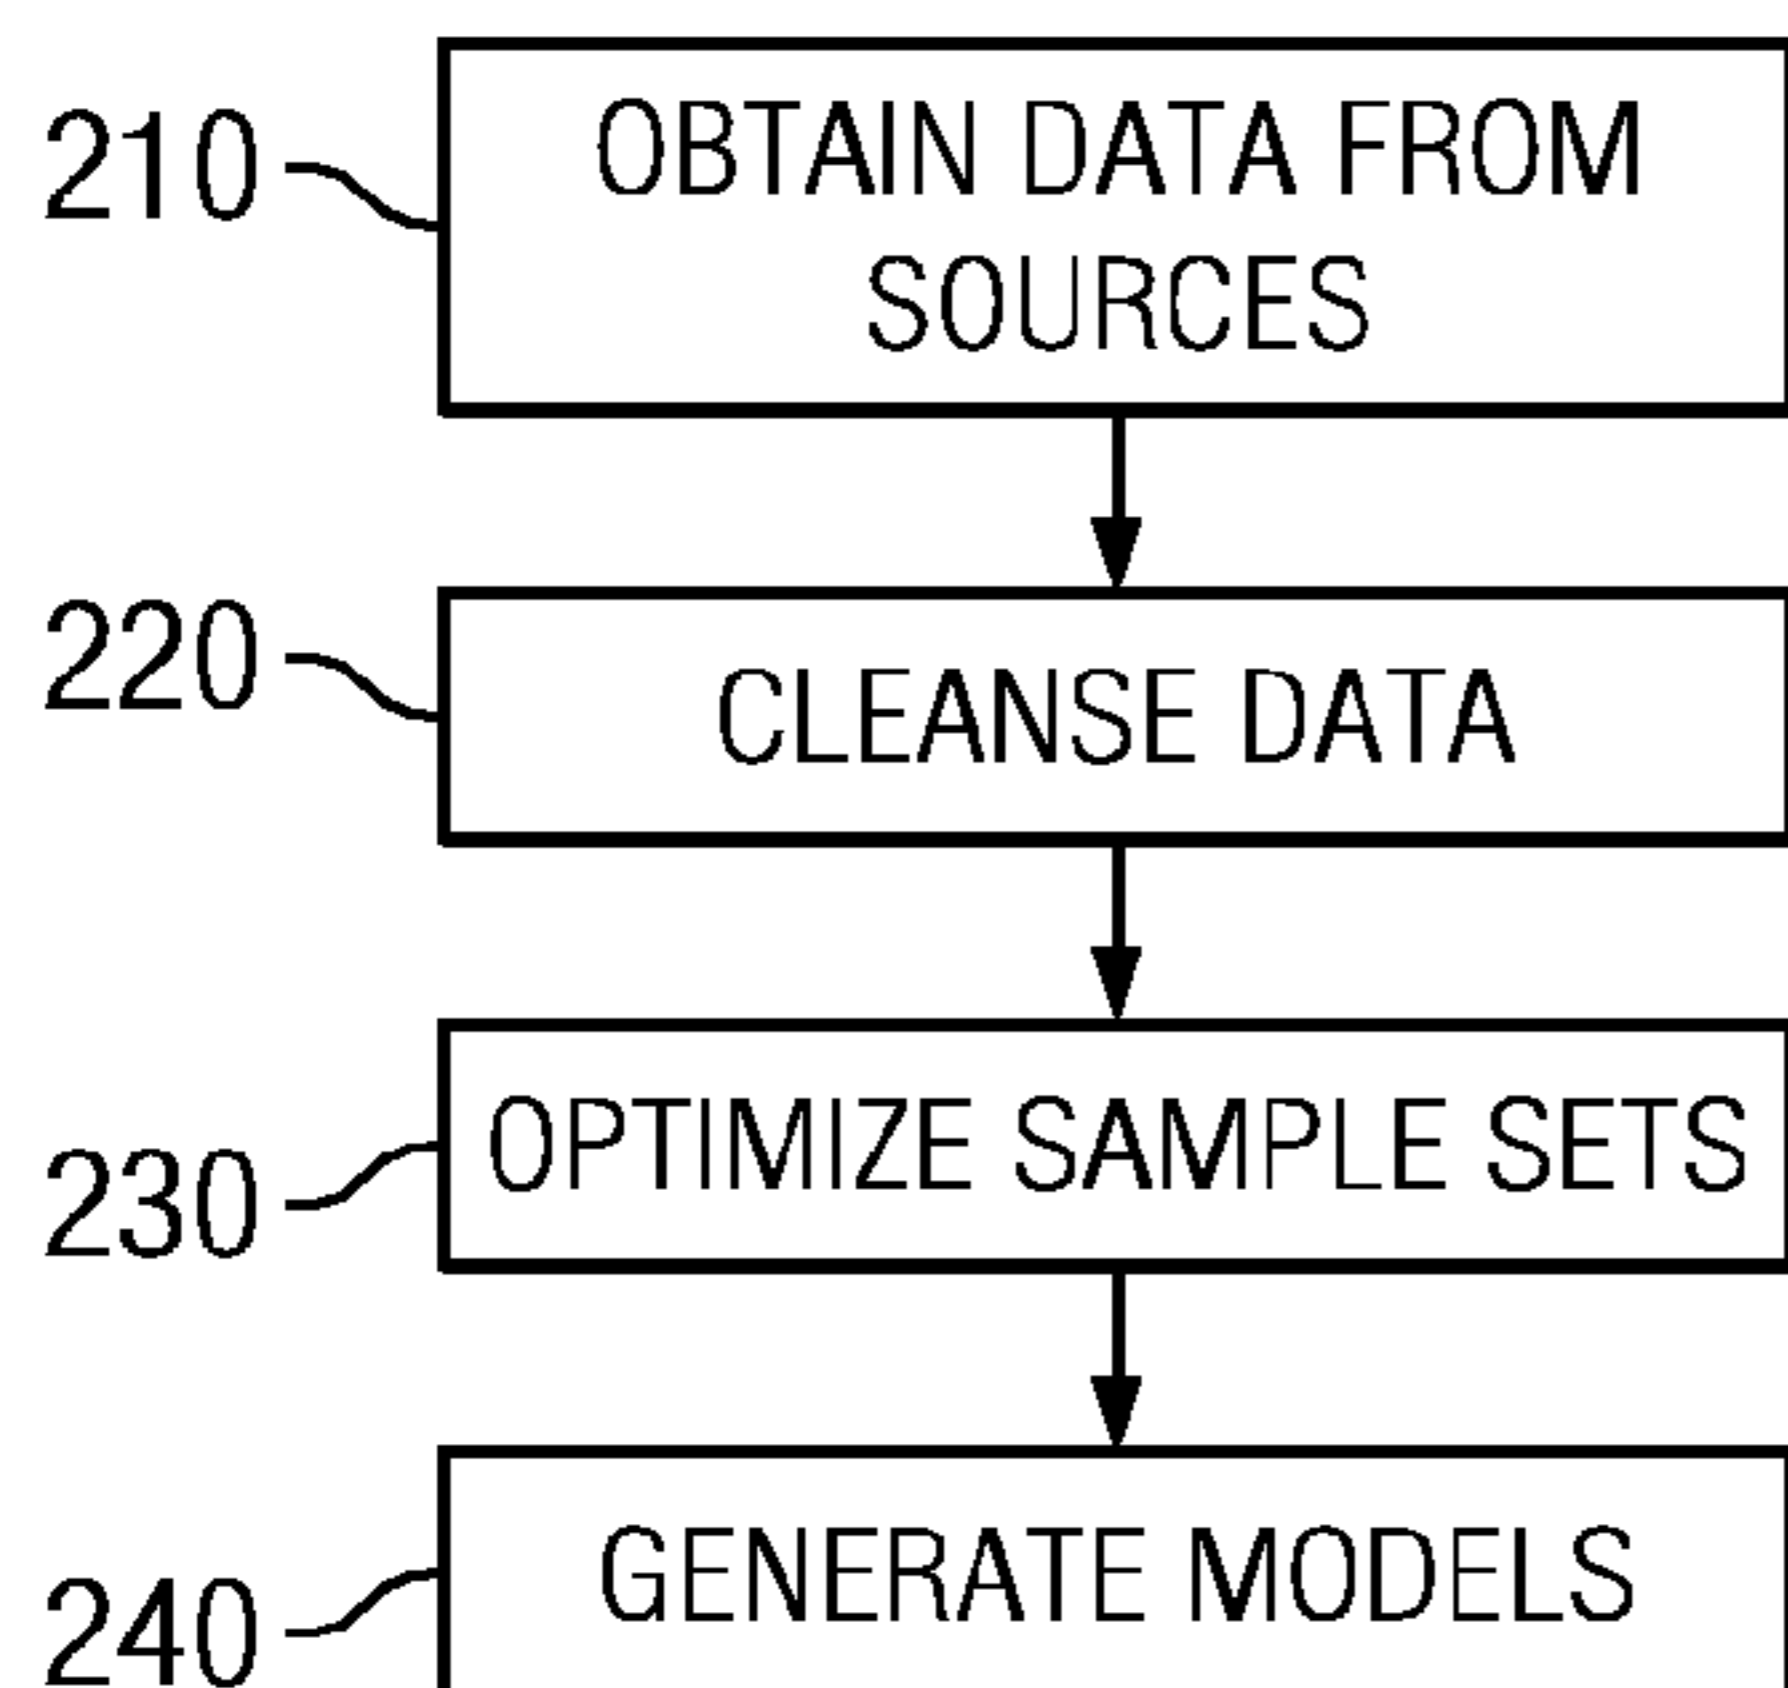 210
OBTAIN DATA FROM
SOURCES
220
CLEANSE DATA
230
OPTIMIZE SAMPLE SETS
240
GENERATE MODELS